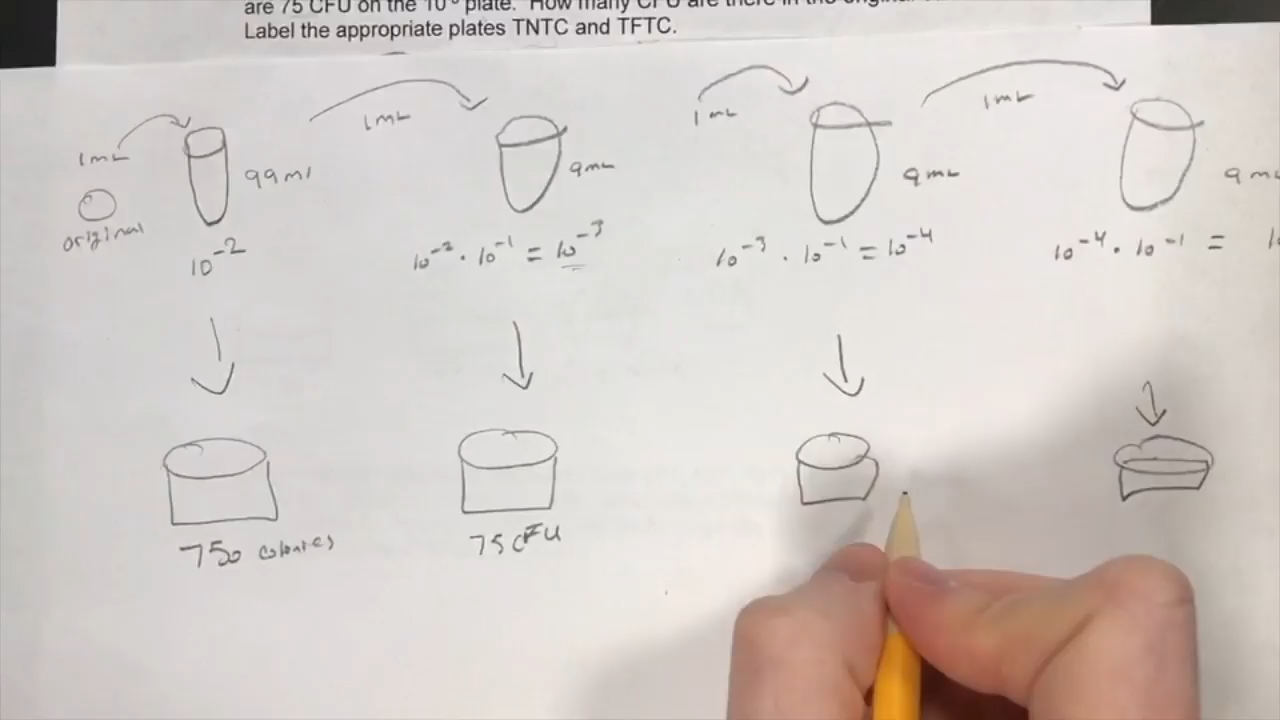 are 75 CFU on the 10 plate. How many CFU are there in the original
Label the appropriate plates TNTC and TFTC.
1mL
99ml
original
10⁻²
1mL
9mL
10⁻² · 10⁻¹ = 10⁻³
1mL
9mL
10⁻³ · 10⁻¹ = 10⁻⁴
1mL
9mL
10⁻⁴ · 10⁻¹ =
750 colonies
75 CFU